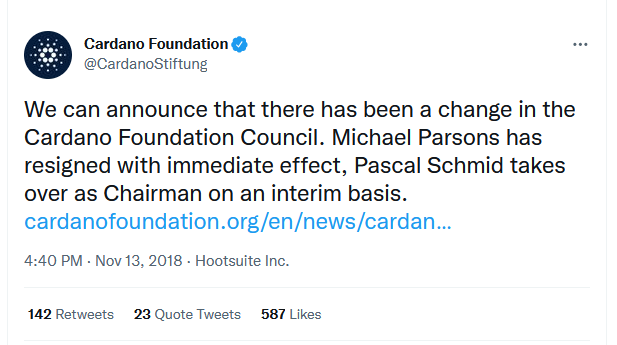 Cardano Foundation
@CardanoStiftung
We can announce that there has been a change in the
Cardano Foundation Council. Michael Parsons has
resigned with immediate effect, Pascal Schmid takes
over as Chairman on an interim basis.
cardanofoundation.org/en/news/cardan...
4:40 PM · Nov 13, 2018 · Hootsuite Inc.
142 Retweets 23 Quote Tweets 587 Likes